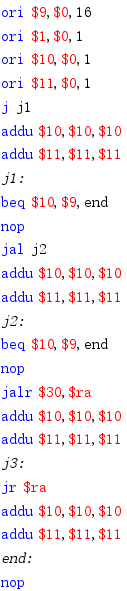 ori $9,$0,16
ori $1,$0,1
ori $10,$0,1
ori $11,$0,1
j j1
addu $10,$10,$10
addu $11,$11,$11
j1:
beq $10,$9,end
nop
jal j2
addu $10,$10,$10
addu $11,$11,$11
j2:
beq $10,$9,end
nop
jalr $30,$ra
addu $10,$10,$10
addu $11,$11,$11
j3:
jr $ra
addu $10,$10,$10
addu $11,$11,$11
end:
nop